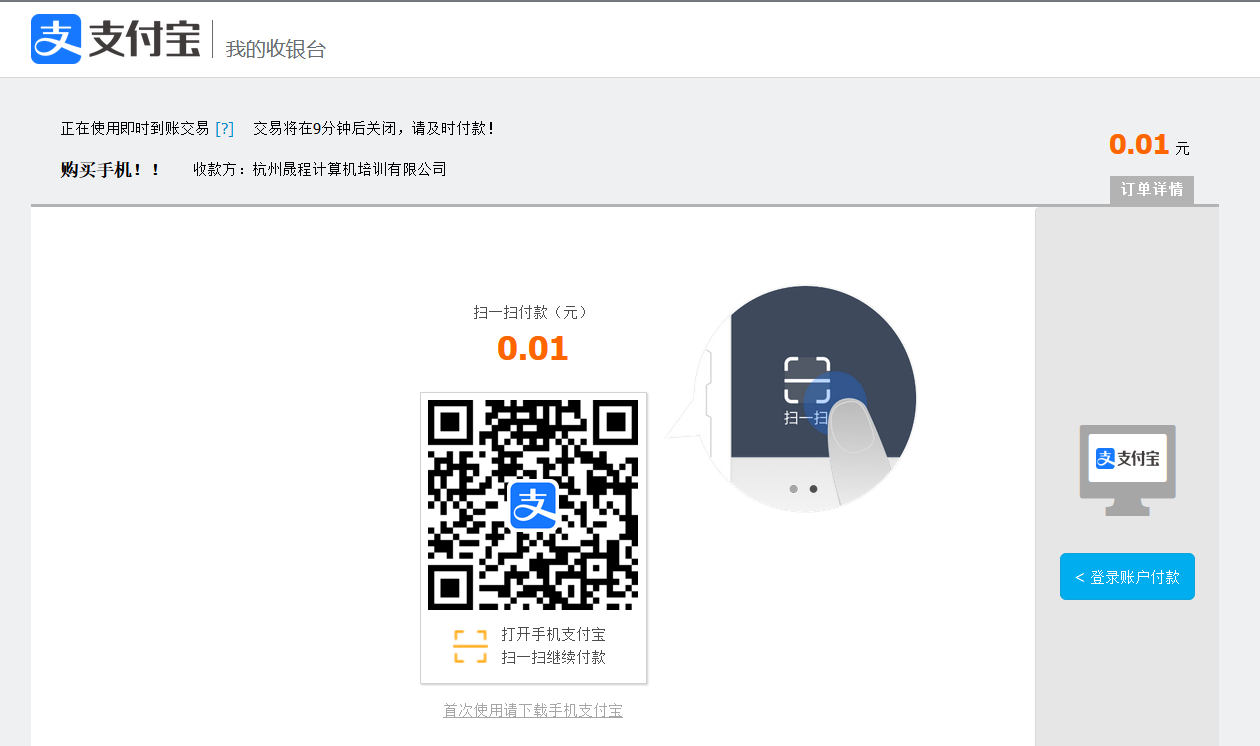 支付宝 我的收银台
正在使用即时到账交易 [?] 交易将在9分钟后关闭，请及时付款！
0.01 元
购买手机！！ 收款方：杭州晟程计算机培训有限公司
订单详情
扫一扫付款（元）
0.01
扫一扫
支付宝
打开手机支付宝
扫一扫继续付款
< 登录账户付款
首次使用请下载手机支付宝